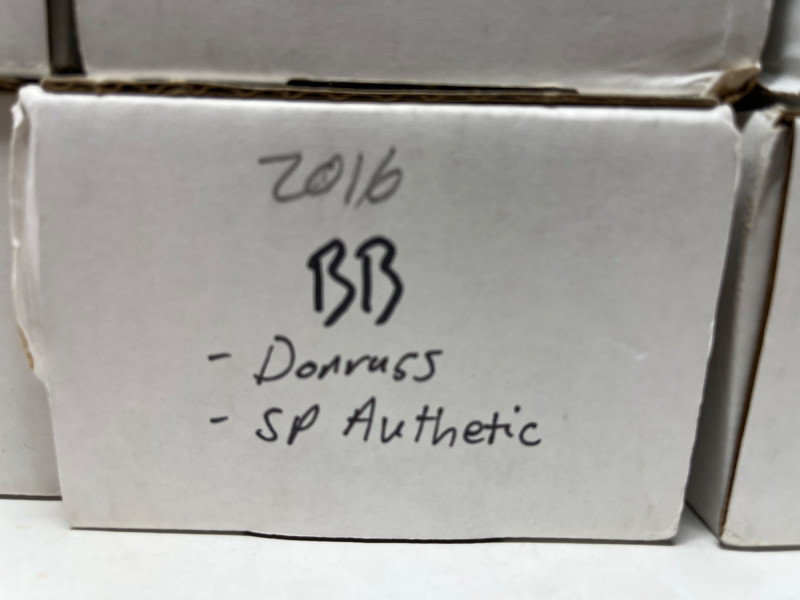 2016
BB
- Donruss
- SP Authetic